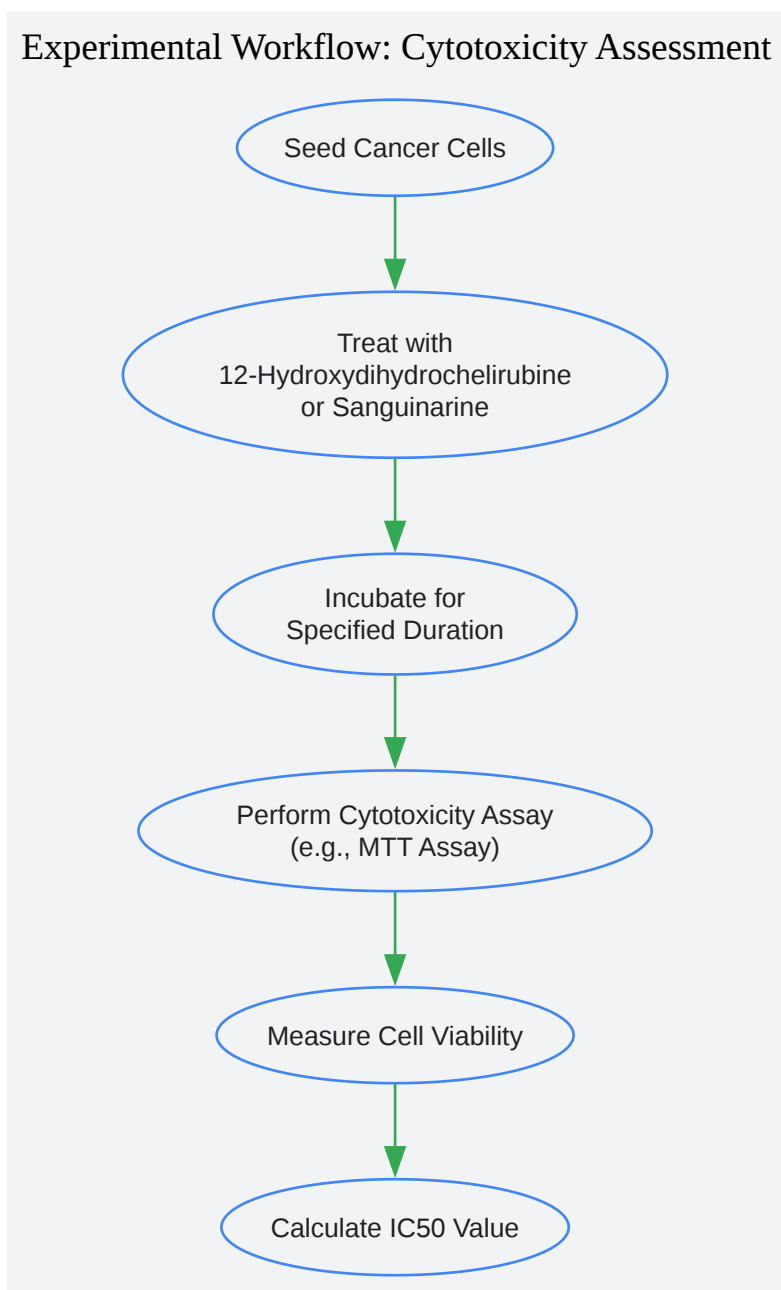 Experimental Workflow: Cytotoxicity Assessment
Seed Cancer Cells
Treat with
12-Hydroxydihydrochelirubine
or Sanguinarine
Incubate for
Specified Duration
Perform Cytotoxicity Assay
(e.g., MTT Assay)
Measure Cell Viability
Calculate IC50 Value